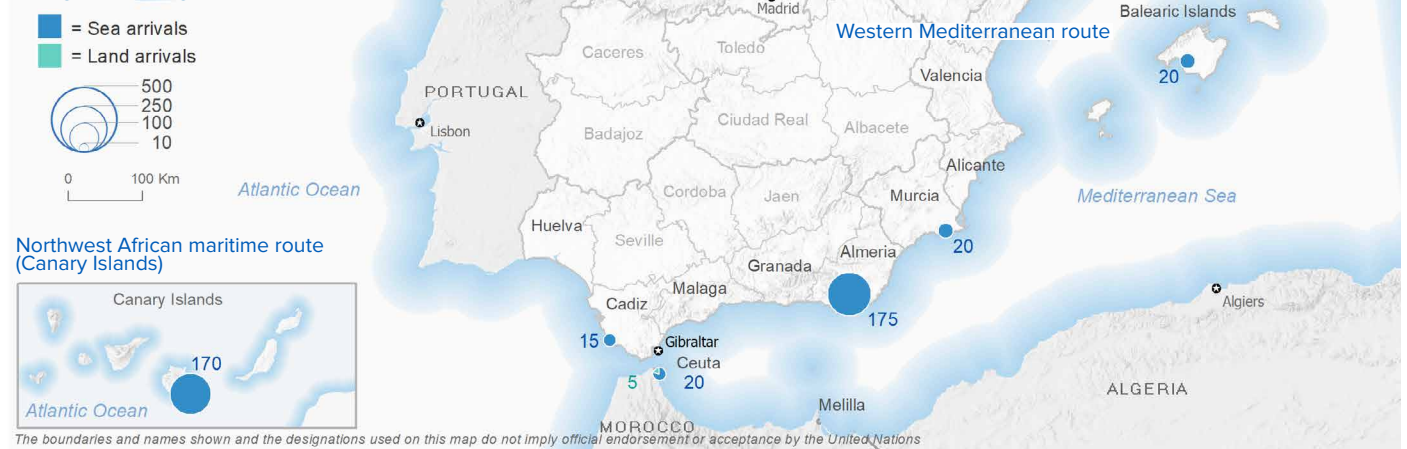 Madrid
Balearic Islands
= Sea arrivals
Western Mediterranean route
= Land arrivals
Caceres
Toledo
20
Valencia
500
250
100
10
PORTUGAL
Lisbon
Badajoz
Ciudad Real
Albacete
Alicante
0 100 Km
Atlantic Ocean
Cordoba
Jaen
Murcia
Mediterranean Sea
Huelva
Seville
20
Northwest African maritime route
(Canary Islands)
Almeria
Granada
Malaga
Cadiz
175
Algiers
Canary Islands
15
Gibraltar
Ceuta
170
5
20
ALGERIA
Atlantic Ocean
Melilla
MOROCCO
The boundaries and names shown and the designations used on this map do not imply official endorsement or acceptance by the United Nations